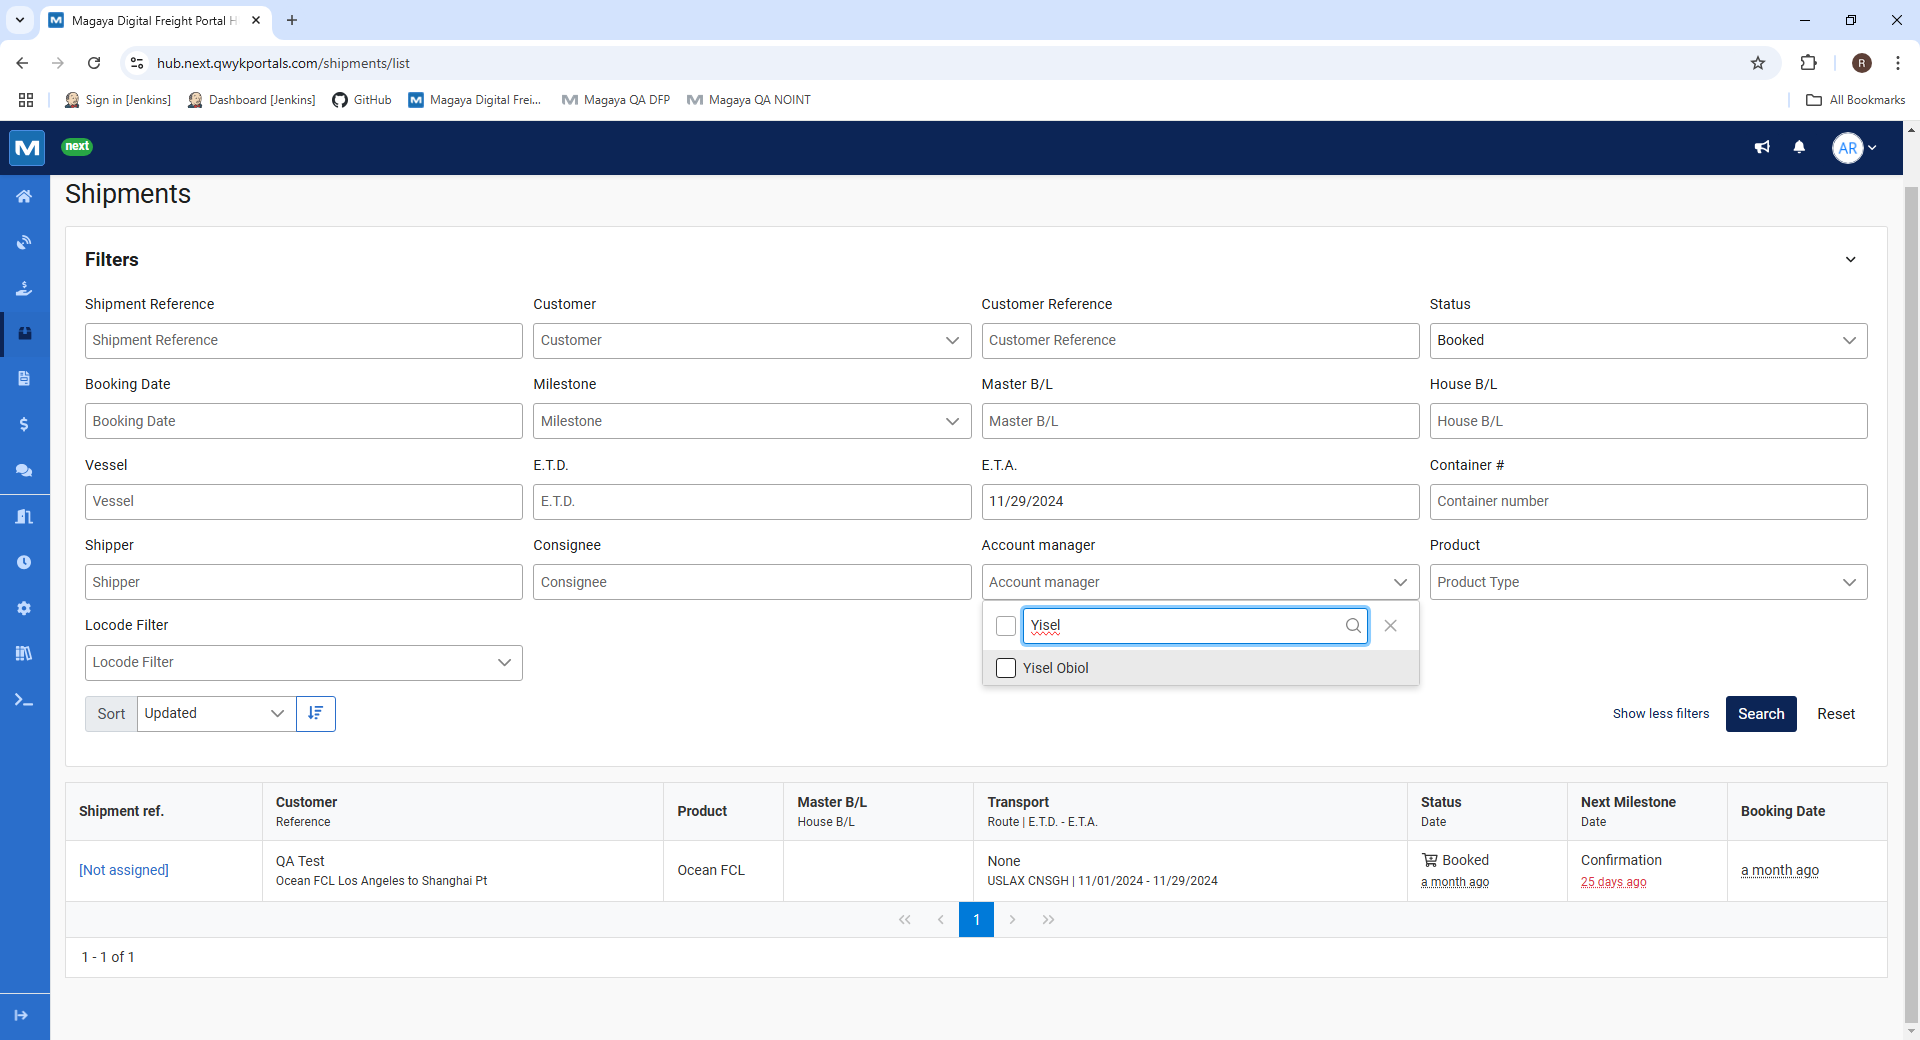 Magaya Digital Freight Portal H
hub.next.qwykportals.com/shipments/list
R
Sign in [Jenkins]
Dashboard [Jenkins]
GitHub
Magaya Digital Frei...
Magaya QA DFP
Magaya QA NOINT
All Bookmarks
next
AR
Shipments
Filters
Shipment Reference
Customer
Customer Reference
Status
Shipment Reference
Customer
Customer Reference
Booked
Booking Date
Milestone
Master B/L
House B/L
Booking Date
Milestone
Master B/L
House B/L
Vessel
E.T.D.
E.T.A.
Container #
Vessel
E.T.D.
11/29/2024
Container number
Shipper
Consignee
Account manager
Product
Shipper
Consignee
Account manager
Product Type
Locode Filter
Yisel
Locode Filter
Yisel Obiol
Sort
Updated
Show less filters
Search
Reset
Shipment ref.
Customer
Reference
Product
Master B/L
House B/L
Transport
Route | E.T.D. - E.T.A.
Status
Date
Next Milestone
Date
Booking Date
[Not assigned]
QA Test
Ocean FCL Los Angeles to Shanghai Pt
Ocean FCL
None
USLAX CNSGH | 11/01/2024 - 11/29/2024
Booked
a month ago
Confirmation
25 days ago
a month ago
1
1 - 1 of 1